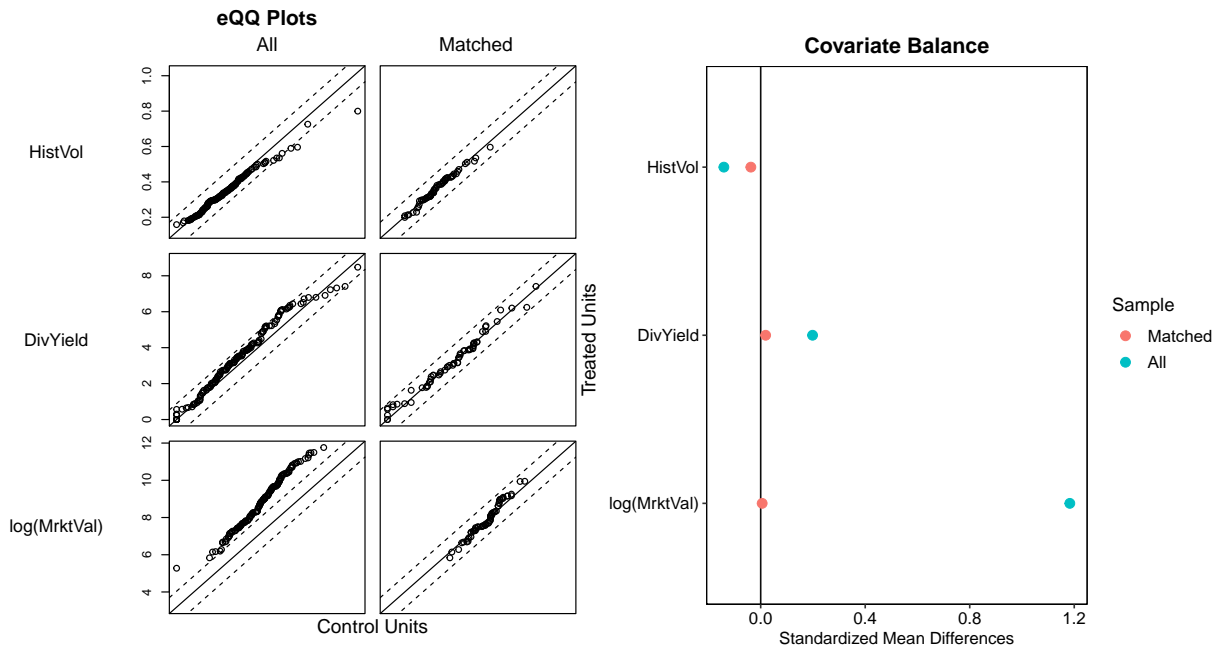 eQQ Plots
All
Matched
HistVol
0.2 0.4 0.6 0.8 1.0
DivYield
0 2 4 6 8
log(MrktVal)
4 6 8 10 12
Control Units
Treated Units
Covariate Balance
HistVol
DivYield
log(MrktVal)
0.0 0.4 0.8 1.2
Standardized Mean Differences
Sample
Matched
All